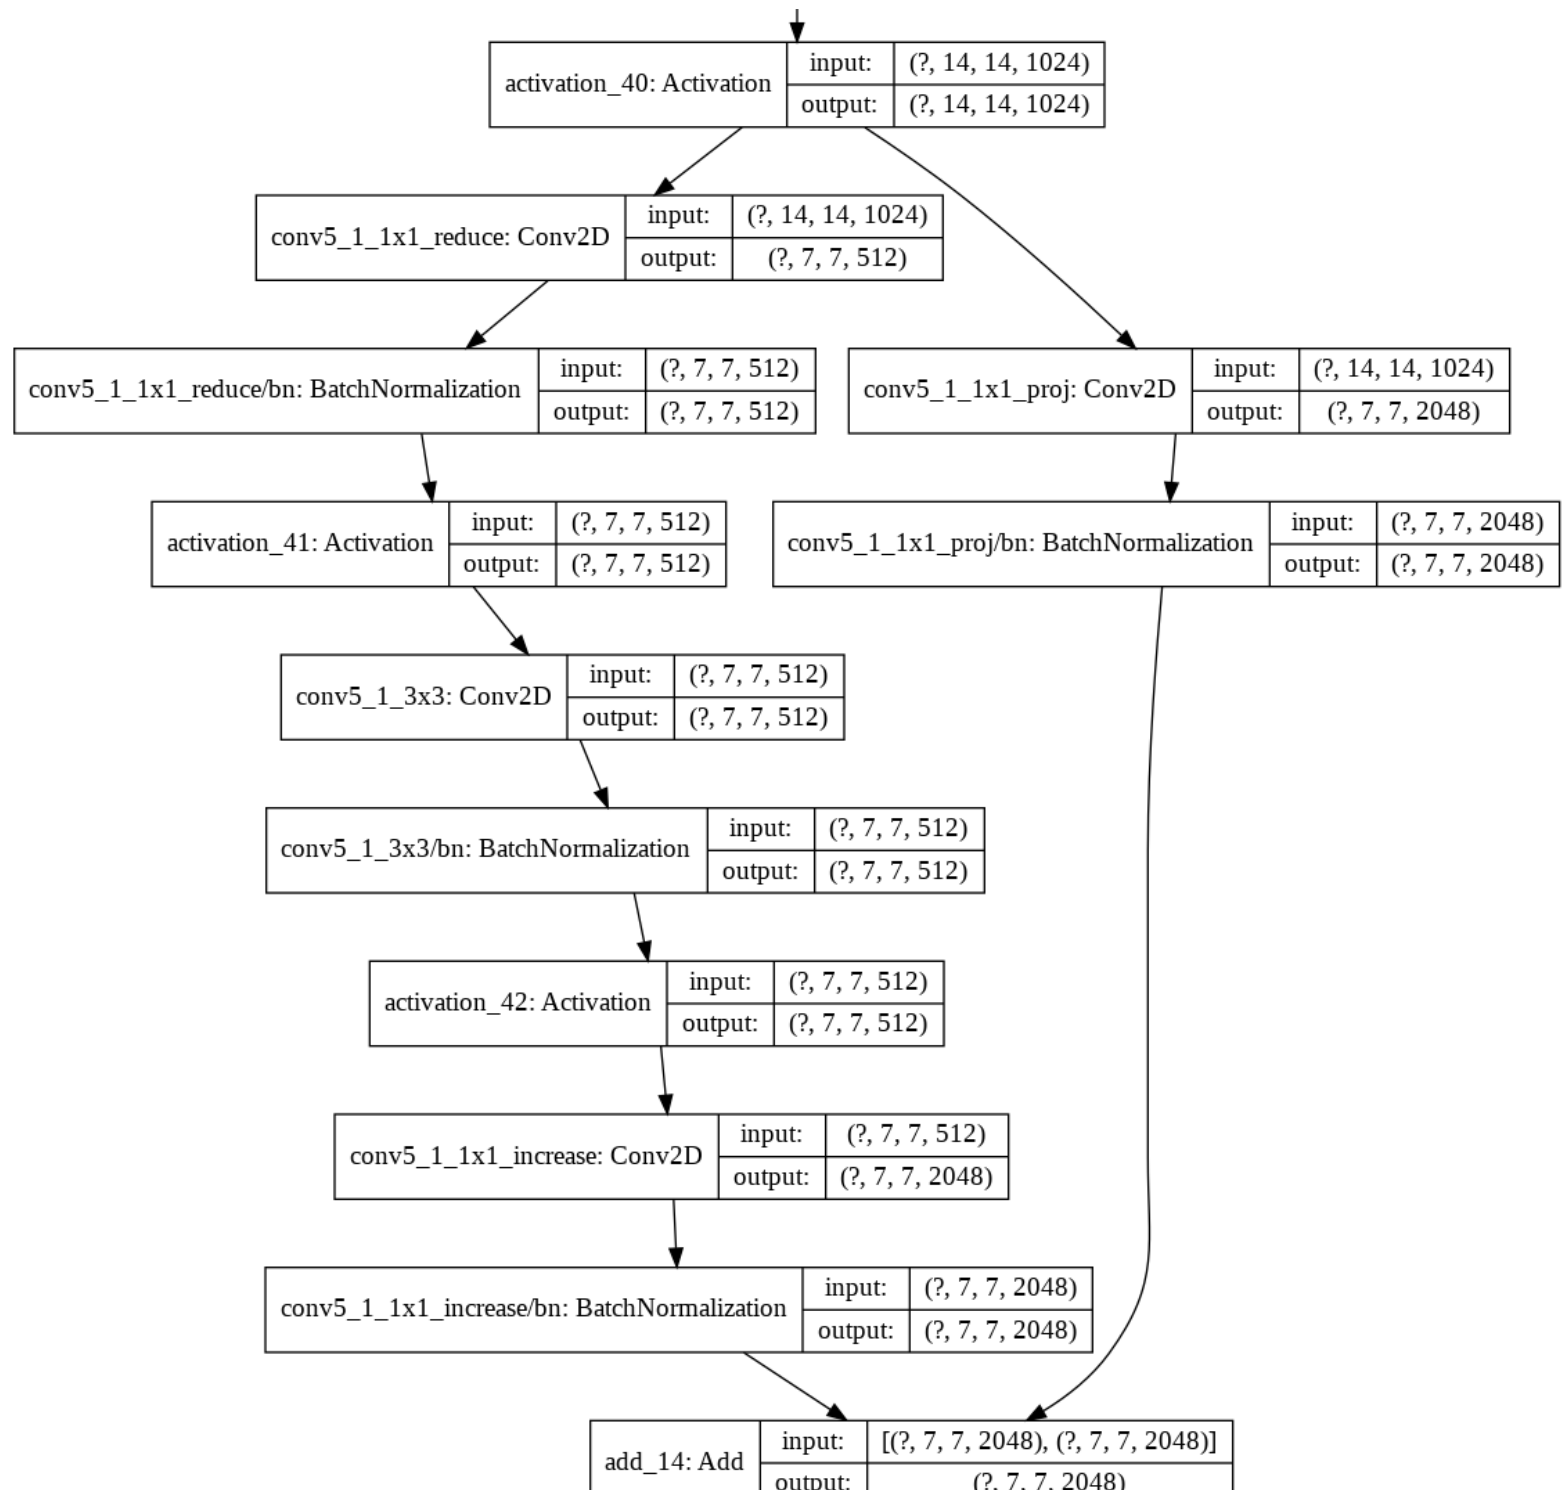 activation_40: Activation
input: (?, 14, 14, 1024)
output: (?, 14, 14, 1024)
conv5_1_1x1_reduce: Conv2D
input: (?, 14, 14, 1024)
output: (?, 7, 7, 512)
conv5_1_1x1_reduce/bn: BatchNormalization
input: (?, 7, 7, 512)
output: (?, 7, 7, 512)
conv5_1_1x1_proj: Conv2D
input: (?, 14, 14, 1024)
output: (?, 7, 7, 2048)
activation_41: Activation
input: (?, 7, 7, 512)
output: (?, 7, 7, 512)
conv5_1_1x1_proj/bn: BatchNormalization
input: (?, 7, 7, 2048)
output: (?, 7, 7, 2048)
conv5_1_3x3: Conv2D
input: (?, 7, 7, 512)
output: (?, 7, 7, 512)
conv5_1_3x3/bn: BatchNormalization
input: (?, 7, 7, 512)
output: (?, 7, 7, 512)
activation_42: Activation
input: (?, 7, 7, 512)
output: (?, 7, 7, 512)
conv5_1_1x1_increase: Conv2D
input: (?, 7, 7, 512)
output: (?, 7, 7, 2048)
conv5_1_1x1_increase/bn: BatchNormalization
input: (?, 7, 7, 2048)
output: (?, 7, 7, 2048)
add_14: Add
input: [(?, 7, 7, 2048), (?, 7, 7, 2048)]
output: (?, 7, 7, 2048)